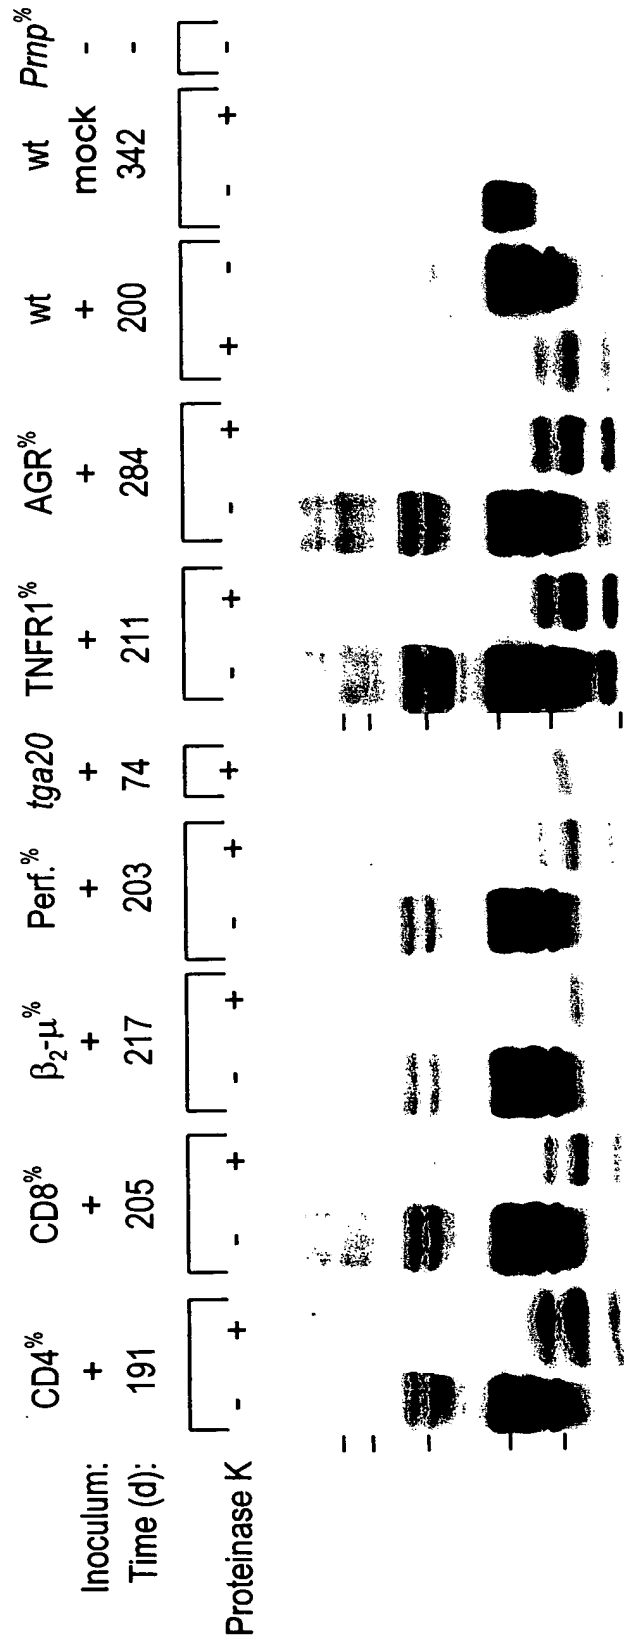 CD4% CD8% β₂-μ% Perf.% tga20 TNFR1% AGR% wt wt Prnp%
Inoculum: + + + + + + + + mock -
Time (d): 191 205 217 203 74 211 284 200 342 -
Proteinase K - + - + - + - + + - + - + + - - + -